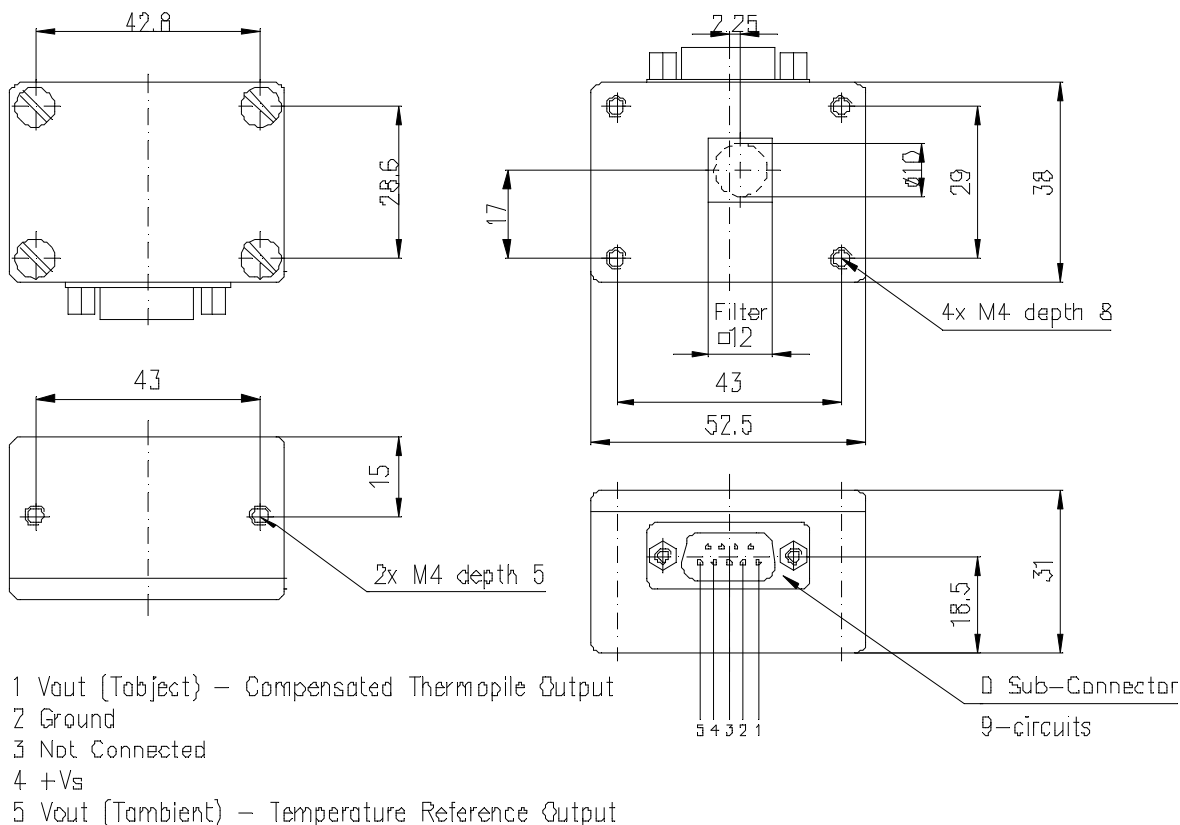 42.8
2.25
28.6
17
ø10
29
38
Filter
□12
4x M4 depth 8
43
52.5
43
15
2x M4 depth 5
31
18.5
5 4 3 2 1
D Sub-Connector
9-circuits
1 Vout (Tobject) - Compensated Thermopile Output
2 Ground
3 Not Connected
4 +Vs
5 Vout (Tambient) - Temperature Reference Output